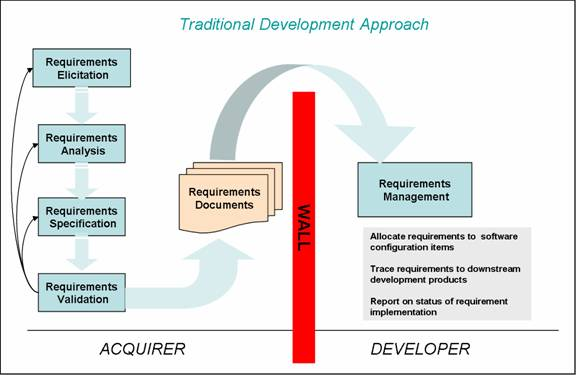 Traditional Development Approach
Requirements
Elicitation
Requirements
Analysis
Requirements
Specification
Requirements
Validation
Requirements
Documents
WALL
Requirements
Management
Allocate requirements to software
configuration items
Trace requirements to downstream
development products
Report on status of requirement
implementation
ACQUIRER
DEVELOPER